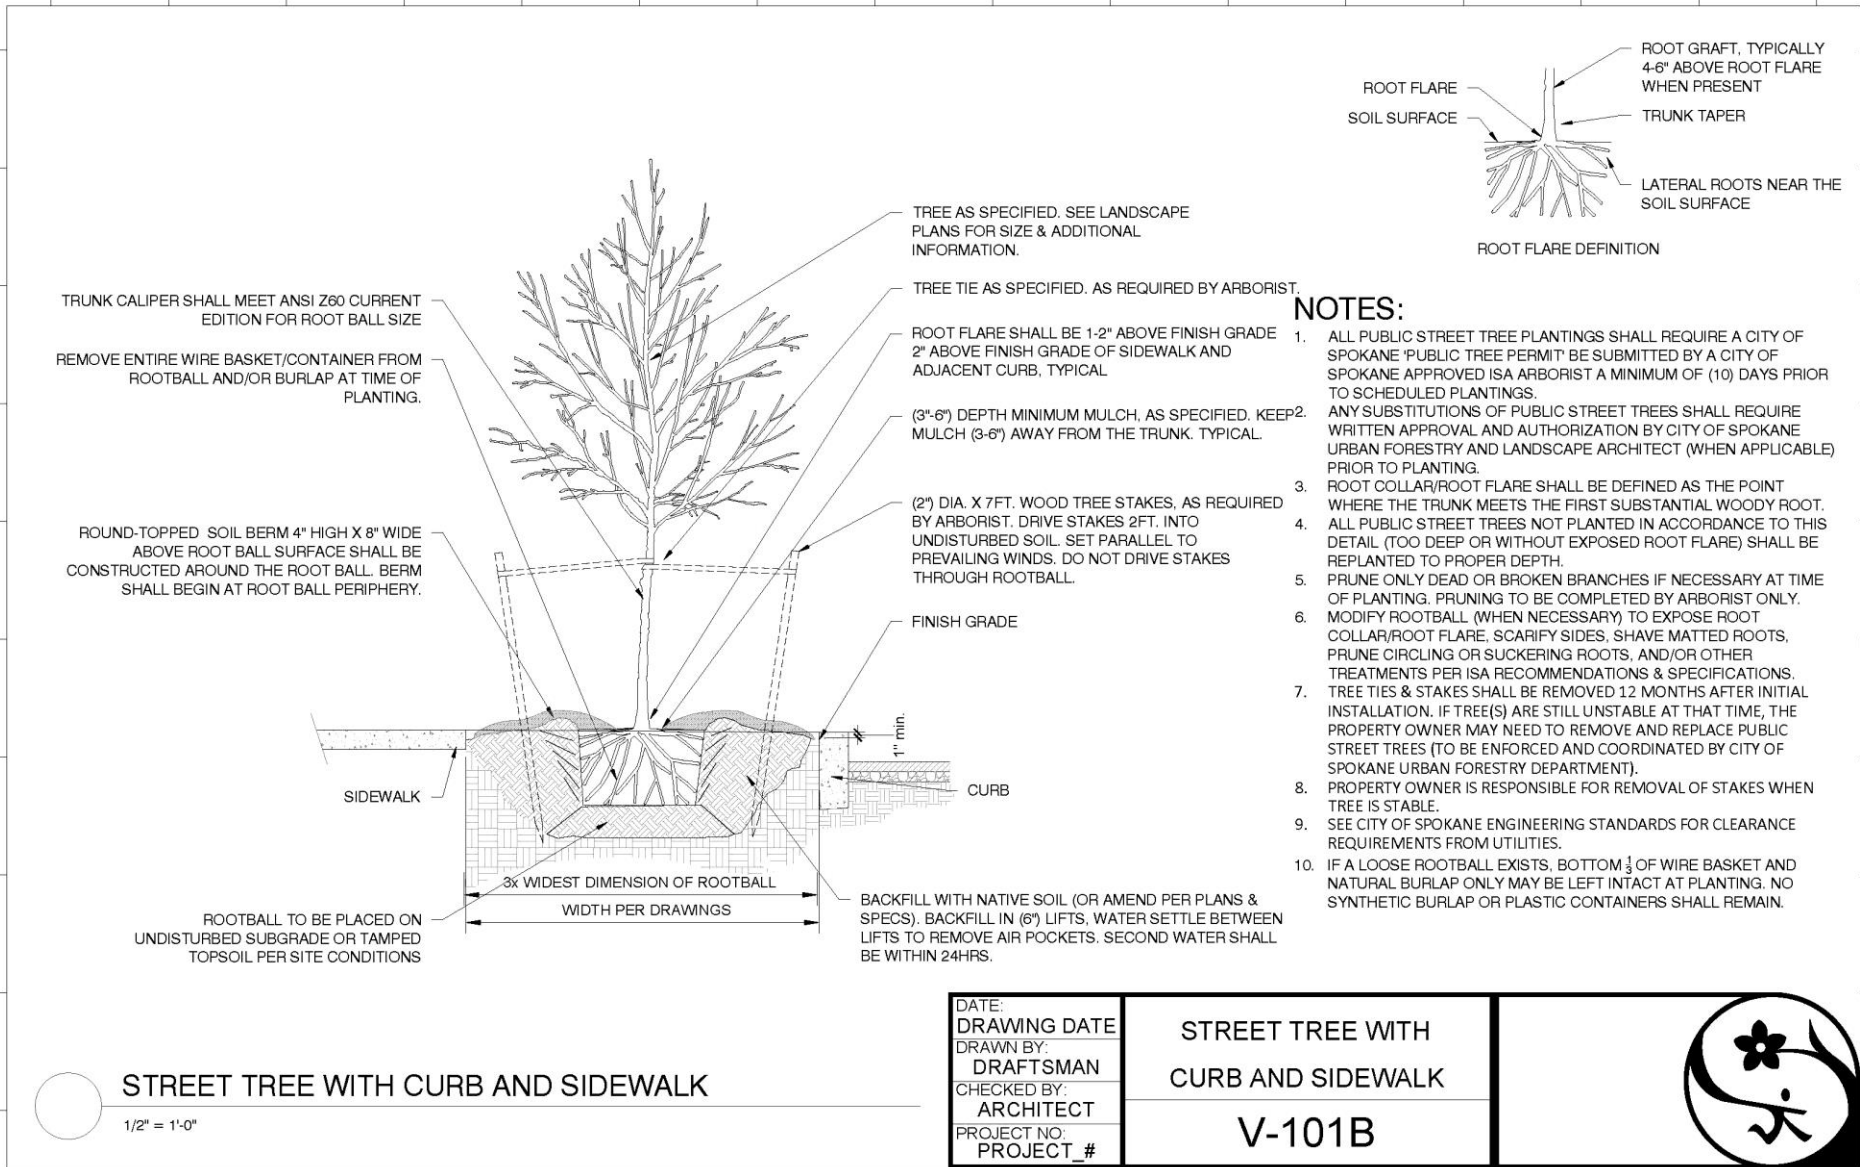 ROOT GRAFT, TYPICALLY
4-6" ABOVE ROOT FLARE
WHEN PRESENT
ROOT FLARE
SOIL SURFACE
TRUNK TAPER
LATERAL ROOTS NEAR THE
SOIL SURFACE
ROOT FLARE DEFINITION
TRUNK CALIPER SHALL MEET ANSI Z60 CURRENT
EDITION FOR ROOT BALL SIZE
REMOVE ENTIRE WIRE BASKET/CONTAINER FROM
ROOTBALL AND/OR BURLAP AT TIME OF
PLANTING.
ROUND-TOPPED SOIL BERM 4" HIGH X 8" WIDE
ABOVE ROOT BALL SURFACE SHALL BE
CONSTRUCTED AROUND THE ROOT BALL. BERM
SHALL BEGIN AT ROOT BALL PERIPHERY.
SIDEWALK
ROOTBALL TO BE PLACED ON
UNDISTURBED SUBGRADE OR TAMPED
TOPSOIL PER SITE CONDITIONS
TREE AS SPECIFIED. SEE LANDSCAPE
PLANS FOR SIZE & ADDITIONAL
INFORMATION.
TREE TIE AS SPECIFIED. AS REQUIRED BY ARBORIST.
ROOT FLARE SHALL BE 1-2" ABOVE FINISH GRADE
2" ABOVE FINISH GRADE OF SIDEWALK AND
ADJACENT CURB, TYPICAL
(3"-6") DEPTH MINIMUM MULCH, AS SPECIFIED. KEEP
MULCH (3-6") AWAY FROM THE TRUNK. TYPICAL.
(2") DIA. X 7FT. WOOD TREE STAKES, AS REQUIRED
BY ARBORIST. DRIVE STAKES 2FT. INTO
UNDISTURBED SOIL. SET PARALLEL TO
PREVAILING WINDS. DO NOT DRIVE STAKES
THROUGH ROOTBALL.
FINISH GRADE
1" min.
CURB
3x WIDEST DIMENSION OF ROOTBALL
WIDTH PER DRAWINGS
BACKFILL WITH NATIVE SOIL (OR AMEND PER PLANS &
SPECS). BACKFILL IN (6") LIFTS, WATER SETTLE BETWEEN
LIFTS TO REMOVE AIR POCKETS. SECOND WATER SHALL
BE WITHIN 24HRS.
NOTES:
1. ALL PUBLIC STREET TREE PLANTINGS SHALL REQUIRE A CITY OF
SPOKANE 'PUBLIC TREE PERMIT' BE SUBMITTED BY A CITY OF
SPOKANE APPROVED ISA ARBORIST A MINIMUM OF (10) DAYS PRIOR
TO SCHEDULED PLANTINGS.
2. ANY SUBSTITUTIONS OF PUBLIC STREET TREES SHALL REQUIRE
WRITTEN APPROVAL AND AUTHORIZATION BY CITY OF SPOKANE
URBAN FORESTRY AND LANDSCAPE ARCHITECT (WHEN APPLICABLE)
PRIOR TO PLANTING.
3. ROOT COLLAR/ROOT FLARE SHALL BE DEFINED AS THE POINT
WHERE THE TRUNK MEETS THE FIRST SUBSTANTIAL WOODY ROOT.
4. ALL PUBLIC STREET TREES NOT PLANTED IN ACCORDANCE TO THIS
DETAIL (TOO DEEP OR WITHOUT EXPOSED ROOT FLARE) SHALL BE
REPLANTED TO PROPER DEPTH.
5. PRUNE ONLY DEAD OR BROKEN BRANCHES IF NECESSARY AT TIME
OF PLANTING. PRUNING TO BE COMPLETED BY ARBORIST ONLY.
6. MODIFY ROOTBALL (WHEN NECESSARY) TO EXPOSE ROOT
COLLAR/ROOT FLARE, SCARIFY SIDES, SHAVE MATTED ROOTS,
PRUNE CIRCLING OR SUCKERING ROOTS, AND/OR OTHER
TREATMENTS PER ISA RECOMMENDATIONS & SPECIFICATIONS.
7. TREE TIES & STAKES SHALL BE REMOVED 12 MONTHS AFTER INITIAL
INSTALLATION. IF TREE(S) ARE STILL UNSTABLE AT THAT TIME, THE
PROPERTY OWNER MAY NEED TO REMOVE AND REPLACE PUBLIC
STREET TREES (TO BE ENFORCED AND COORDINATED BY CITY OF
SPOKANE URBAN FORESTRY DEPARTMENT).
8. PROPERTY OWNER IS RESPONSIBLE FOR REMOVAL OF STAKES WHEN
TREE IS STABLE.
9. SEE CITY OF SPOKANE ENGINEERING STANDARDS FOR CLEARANCE
REQUIREMENTS FROM UTILITIES.
10. IF A LOOSE ROOTBALL EXISTS, BOTTOM 1/3 OF WIRE BASKET AND
NATURAL BURLAP ONLY MAY BE LEFT INTACT AT PLANTING. NO
SYNTHETIC BURLAP OR PLASTIC CONTAINERS SHALL REMAIN.
STREET TREE WITH CURB AND SIDEWALK
1/2" = 1'-0"
DATE:
DRAWING DATE
DRAWN BY:
DRAFTSMAN
CHECKED BY:
ARCHITECT
PROJECT NO:
PROJECT_#
STREET TREE WITH
CURB AND SIDEWALK
V-101B